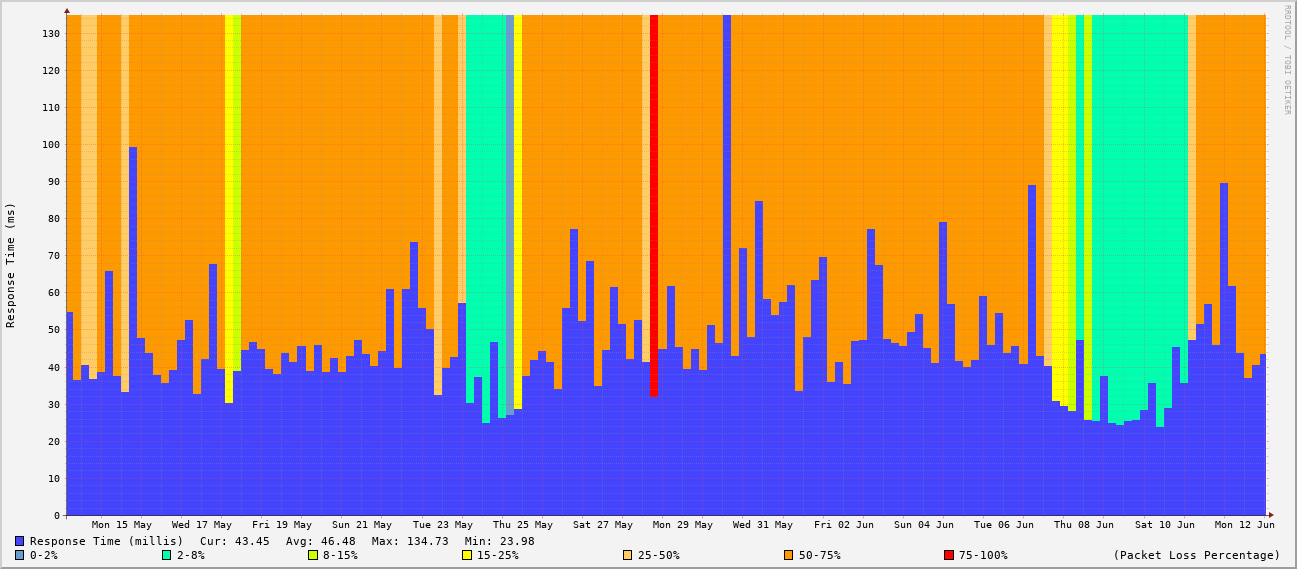 RRDTOOL / TOBI OETIKER
Response Time (ms)
130
120
110
100
90
80
70
60
50
40
30
20
10
0
Mon 15 May Wed 17 May Fri 19 May Sun 21 May Tue 23 May Thu 25 May Sat 27 May Mon 29 May Wed 31 May Fri 02 Jun Sun 04 Jun Tue 06 Jun Thu 08 Jun Sat 10 Jun Mon 12 Jun
Response Time (millis) Cur: 43.45 Avg: 46.48 Max: 134.73 Min: 23.98
0-2% 2-8% 8-15% 15-25% 25-50% 50-75% 75-100% (Packet Loss Percentage)